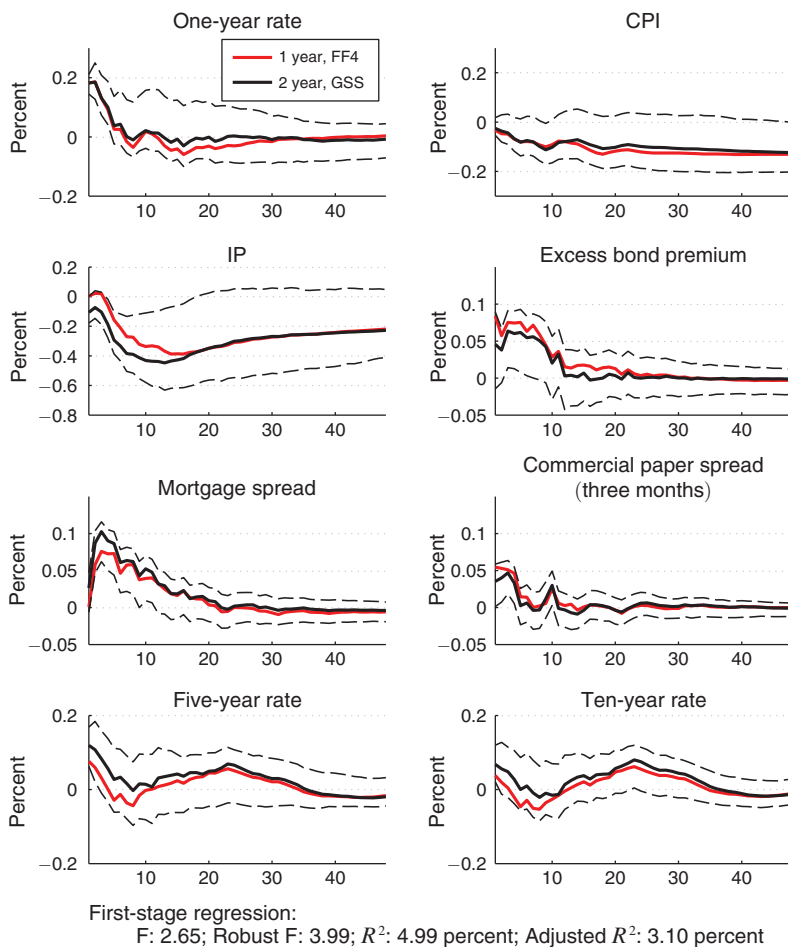 One-year rate
CPI
1 year, FF4
2 year, GSS
Percent
0.2
0
−0.2
10
20
30
40
Percent
0.2
0
−0.2
10
20
30
40
IP
Excess bond premium
Percent
0.2
0
−0.2
−0.4
−0.6
−0.8
10
20
30
40
Percent
0.1
0.05
0
−0.05
10
20
30
40
Mortgage spread
Commercial paper spread
(three months)
Percent
0.1
0.05
0
−0.05
10
20
30
40
Percent
0.1
0.05
0
−0.05
10
20
30
40
Five-year rate
Ten-year rate
Percent
0.2
0
−0.2
10
20
30
40
Percent
0.2
0
−0.2
10
20
30
40
First-stage regression:
F: 2.65; Robust F: 3.99; R²: 4.99 percent; Adjusted R²: 3.10 percent